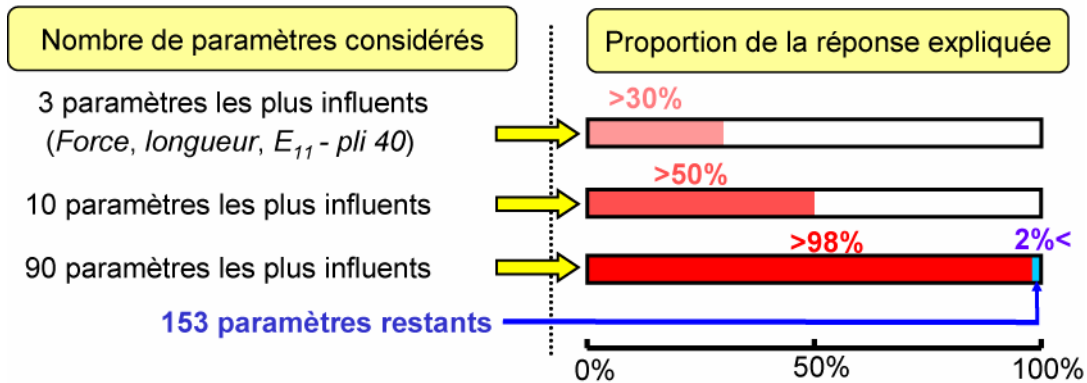 Nombre de paramètres considérés
Proportion de la réponse expliquée
3 paramètres les plus influents
(Force, longueur, E11 - pli 40)
>30%
10 paramètres les plus influents
>50%
90 paramètres les plus influents
>98%
2%<
153 paramètres restants
0%
50%
100%